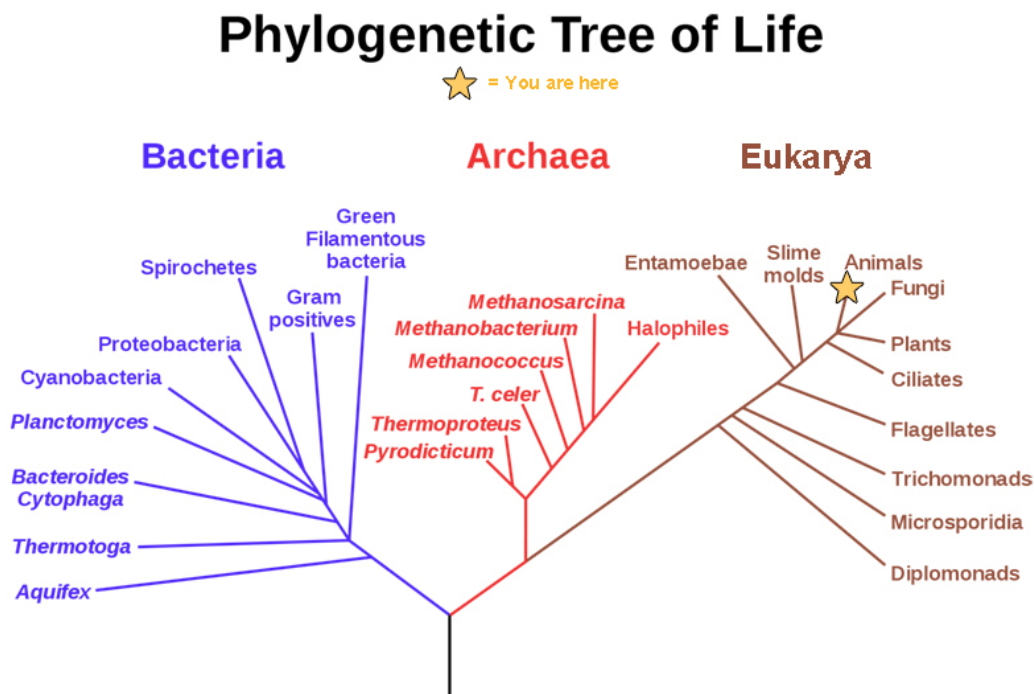 Phylogenetic Tree of Life
= You are here
Bacteria
Archaea
Eukarya
Green
Filamentous
bacteria
Spirochetes
Gram
positives
Proteobacteria
Cyanobacteria
Planctomyces
Bacteroides
Cytophaga
Thermotoga
Aquifex
Methanosarcina
Methanobacterium
Halophiles
Methanococcus
T. celer
Thermoproteus
Pyrodicticum
Entamoebae
Slime
molds
Animals
Fungi
Plants
Ciliates
Flagellates
Trichomonads
Microsporidia
Diplomonads